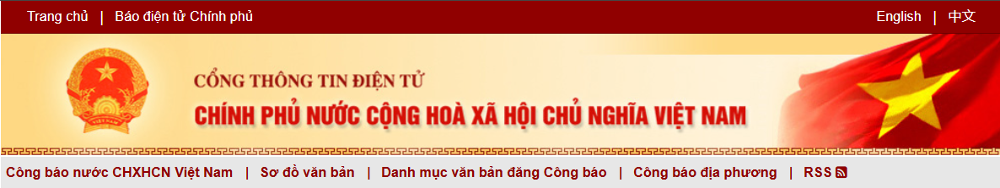 Trang chủ | Báo điện tử Chính phủ English | 中文
CỔNG THÔNG TIN ĐIỆN TỬ
CHÍNH PHỦ NƯỚC CỘNG HOÀ XÃ HỘI CHỦ NGHĨA VIỆT NAM
VIỆT NAM
Công báo nước CHXHCN Việt Nam | Sơ đồ văn bản | Danh mục văn bản đăng Công báo | Công báo địa phương | RSS